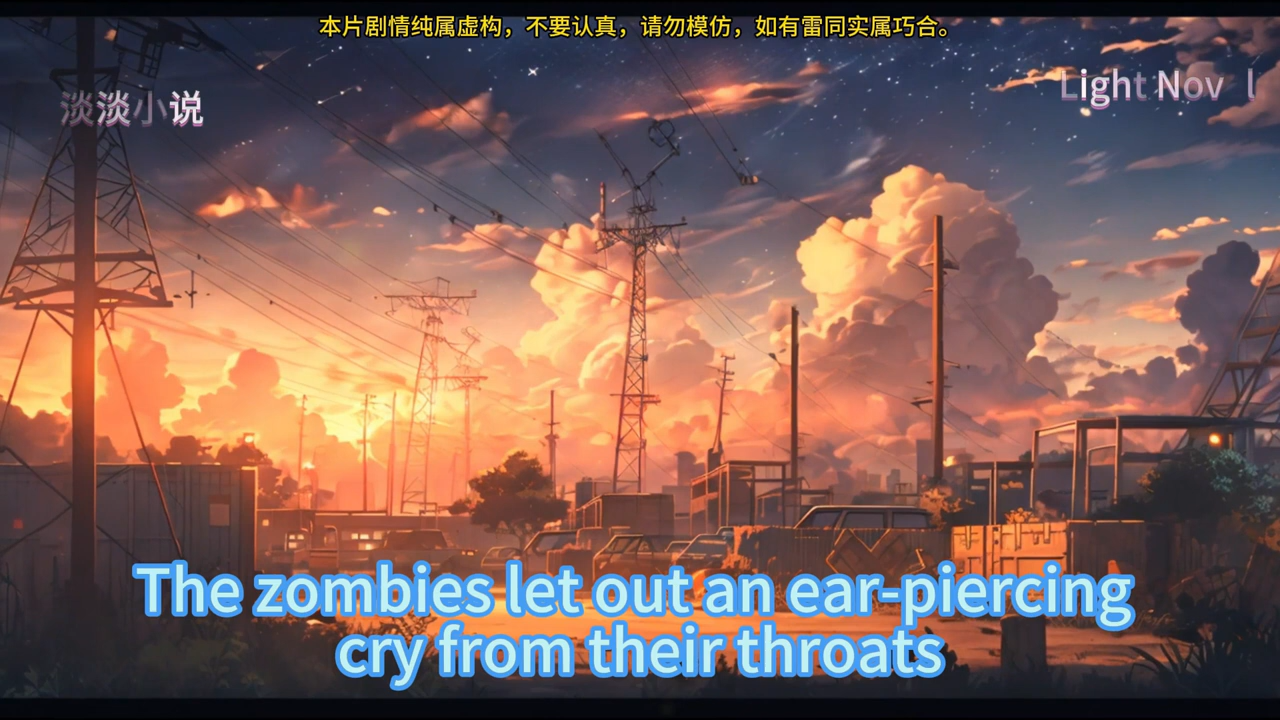 本片剧情纯属虚构，不要认真，请勿模仿，如有雷同实属巧合。
淡淡小说
Light Nov l
The zombies let out an ear-piercing
cry from their throats